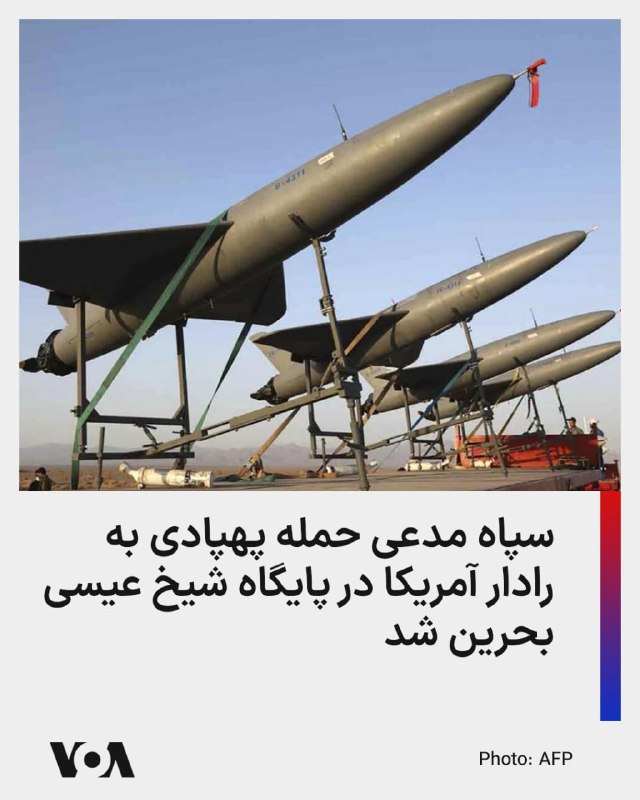 سپاه مدعی حمله پهپادی به
رادار آمریکا در پایگاه شیخ عیسی
بحرین شد
VOA
Photo: AFP